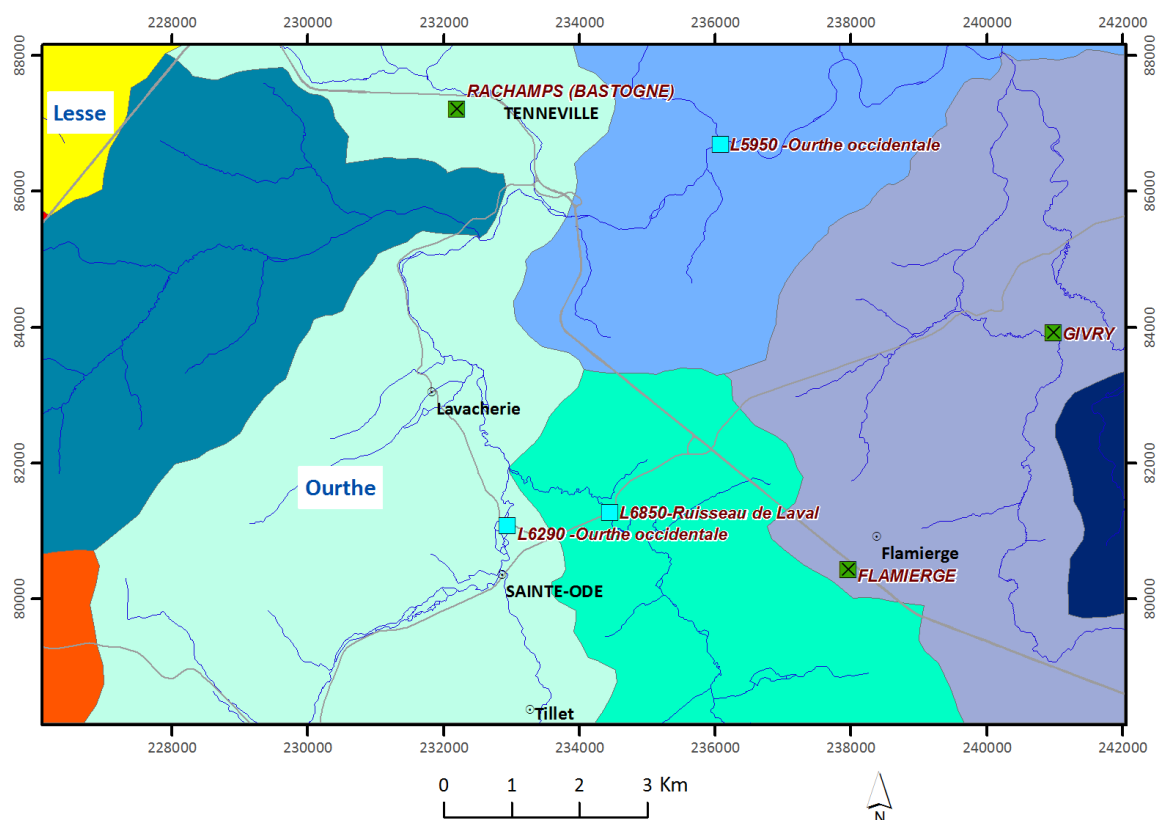 228000 230000 232000 234000 236000 238000 240000 242000
88000 88000
RACHAMPS (BASTOGNE)
Lesse
TENNEVILLE
L5950 -Ourthe occidentale
86000 86000
84000 84000
GIVRY
Lavacherie
82000 82000
Ourthe
L6850-Ruisseau de Laval
L6290 -Ourthe occidentale
Flamierge
FLAMIERGE
80000 80000
SAINTE-ODE
Tillet
228000 230000 232000 234000 236000 238000 240000 242000
0 1 2 3 Km
N